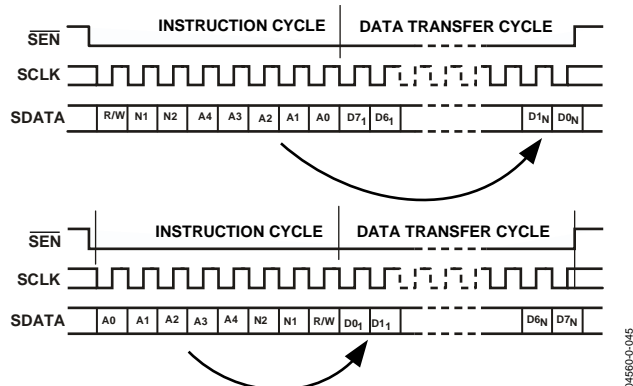 INSTRUCTION CYCLE DATA TRANSFER CYCLE
SEN
SCLK
SDATA R/W N1 N2 A4 A3 A2 A1 A0 D7₁ D6₁ D1N D0N
INSTRUCTION CYCLE DATA TRANSFER CYCLE
SEN
SCLK
SDATA A0 A1 A2 A3 A4 N2 N1 R/W D0₁ D1₁ D6N D7N
04560-0-045